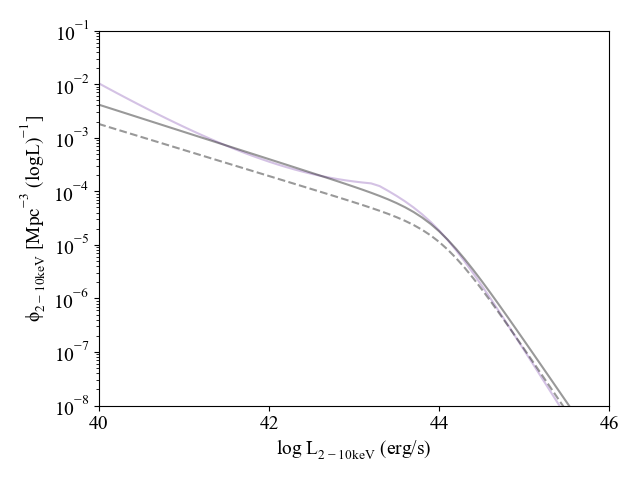 10⁻¹
10⁻²
10⁻³
10⁻⁴
10⁻⁵
10⁻⁶
10⁻⁷
10⁻⁸
ϕ₂₋₁₀ₖₑᵥ [Mpc⁻³ (logL)⁻¹]
40 42 44 46
log L₂₋₁₀ₖₑᵥ (erg/s)